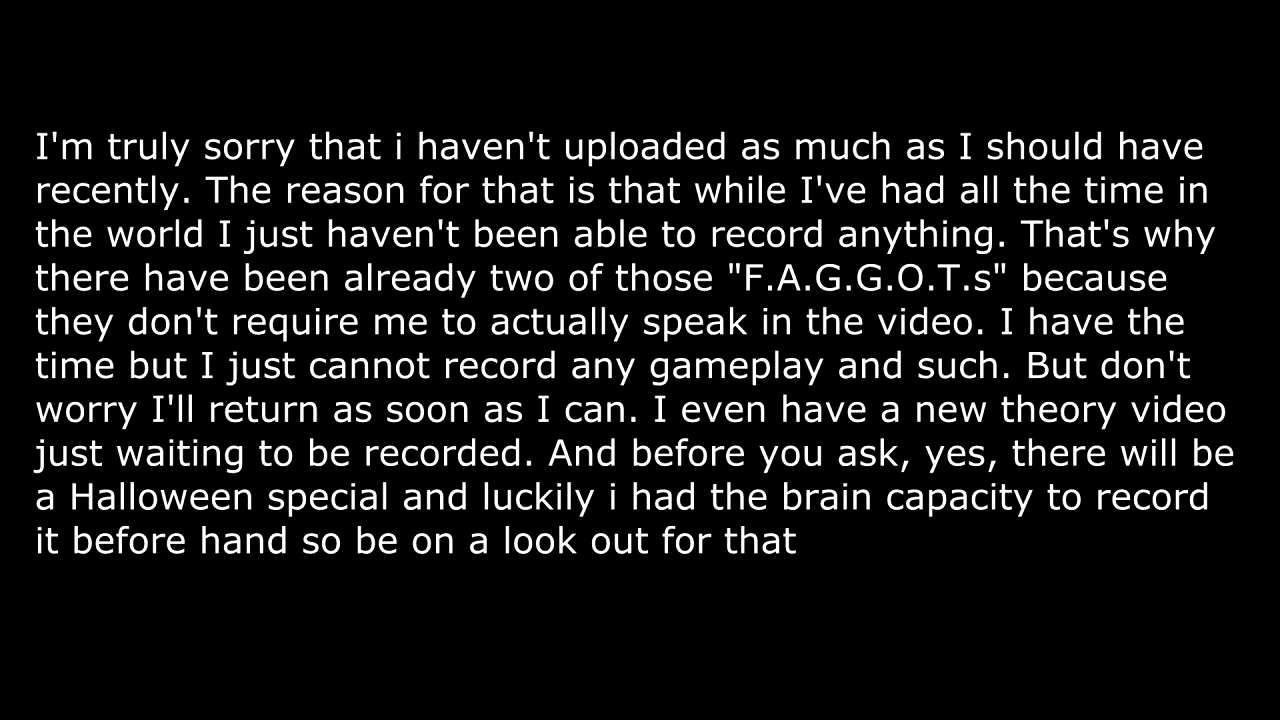 I'm truly sorry that i haven't uploaded as much as I should have
recently. The reason for that is that while I've had all the time in
the world I just haven't been able to record anything. That's why
there have been already two of those "F.A.G.G.O.T.s" because
they don't require me to actually speak in the video. I have the
time but I just cannot record any gameplay and such. But don't
worry I'll return as soon as I can. I even have a new theory video
just waiting to be recorded. And before you ask, yes, there will be
a Halloween special and luckily i had the brain capacity to record
it before hand so be on a look out for that